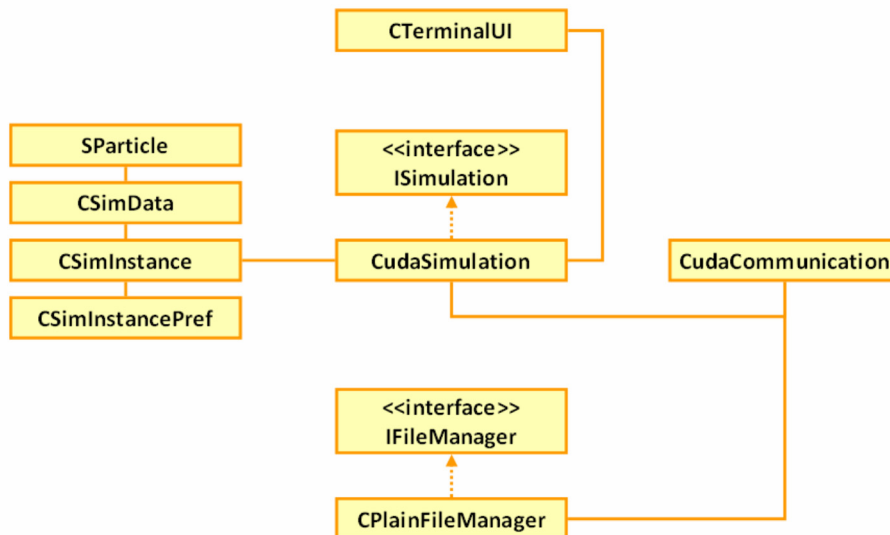 CTerminalUI
SParticle
<<interface>>
ISimulation
CSimData
CSimInstance
CudaSimulation
CudaCommunication
CSimInstancePref
<<interface>>
IFileManager
CPlainFileManager